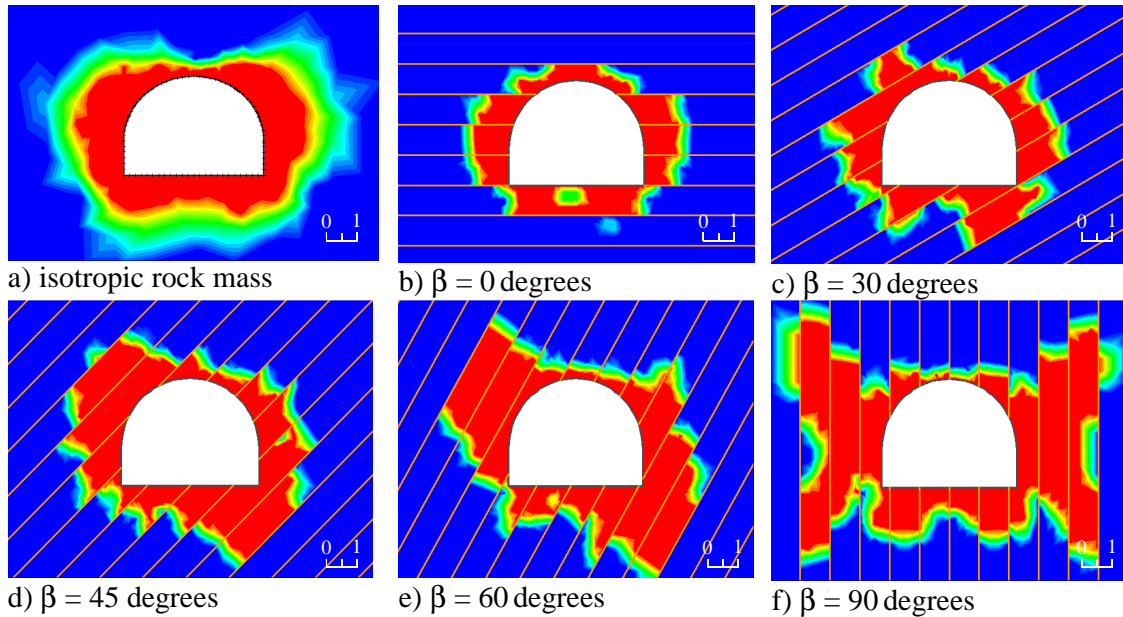 0 1
0 1
0 1
a) isotropic rock mass
b) β = 0 degrees
c) β = 30 degrees
0 1
0 1
0 1
d) β = 45 degrees
e) β = 60 degrees
f) β = 90 degrees